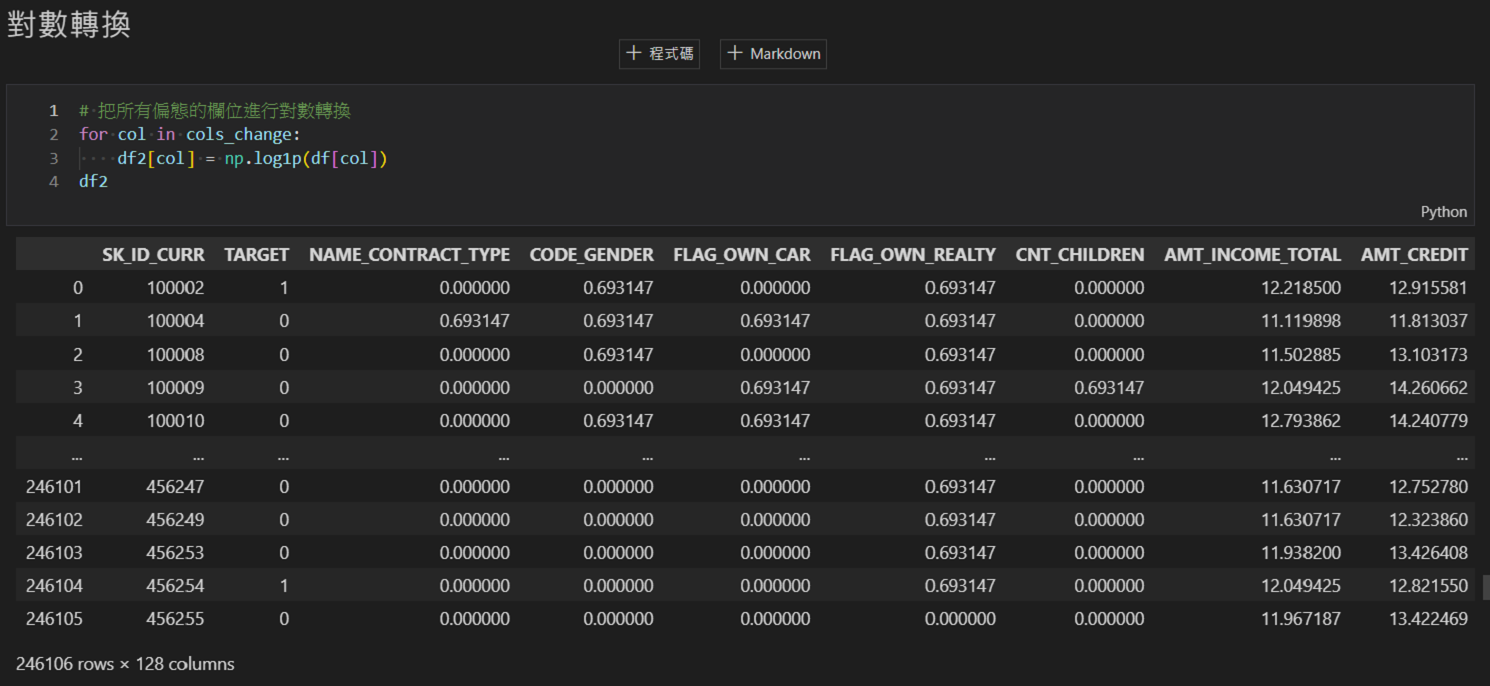 對數轉換
+ 程式碼 + Markdown
1 # 把所有偏態的欄位進行對數轉換
2 for col in cols_change:
3     df2[col] = np.log1p(df[col])
4 df2
Python
SK_ID_CURR TARGET NAME_CONTRACT_TYPE CODE_GENDER FLAG_OWN_CAR FLAG_OWN_REALTY CNT_CHILDREN AMT_INCOME_TOTAL AMT_CREDIT
0 100002 1 0.000000 0.693147 0.000000 0.693147 0.000000 12.218500 12.915581
1 100004 0 0.693147 0.693147 0.693147 0.693147 0.000000 11.119898 11.813037
2 100008 0 0.000000 0.693147 0.000000 0.693147 0.000000 11.502885 13.103173
3 100009 0 0.000000 0.000000 0.693147 0.693147 0.693147 12.049425 14.260662
4 100010 0 0.000000 0.693147 0.693147 0.693147 0.000000 12.793862 14.240779
... ... ... ... ... ... ... ... ... ...
246101 456247 0 0.000000 0.000000 0.000000 0.693147 0.000000 11.630717 12.752780
246102 456249 0 0.000000 0.000000 0.000000 0.693147 0.000000 11.630717 12.323860
246103 456253 0 0.000000 0.000000 0.000000 0.693147 0.000000 11.938200 13.426408
246104 456254 1 0.000000 0.000000 0.000000 0.693147 0.000000 12.049425 12.821550
246105 456255 0 0.000000 0.000000 0.000000 0.000000 0.000000 11.967187 13.422469
246106 rows × 128 columns